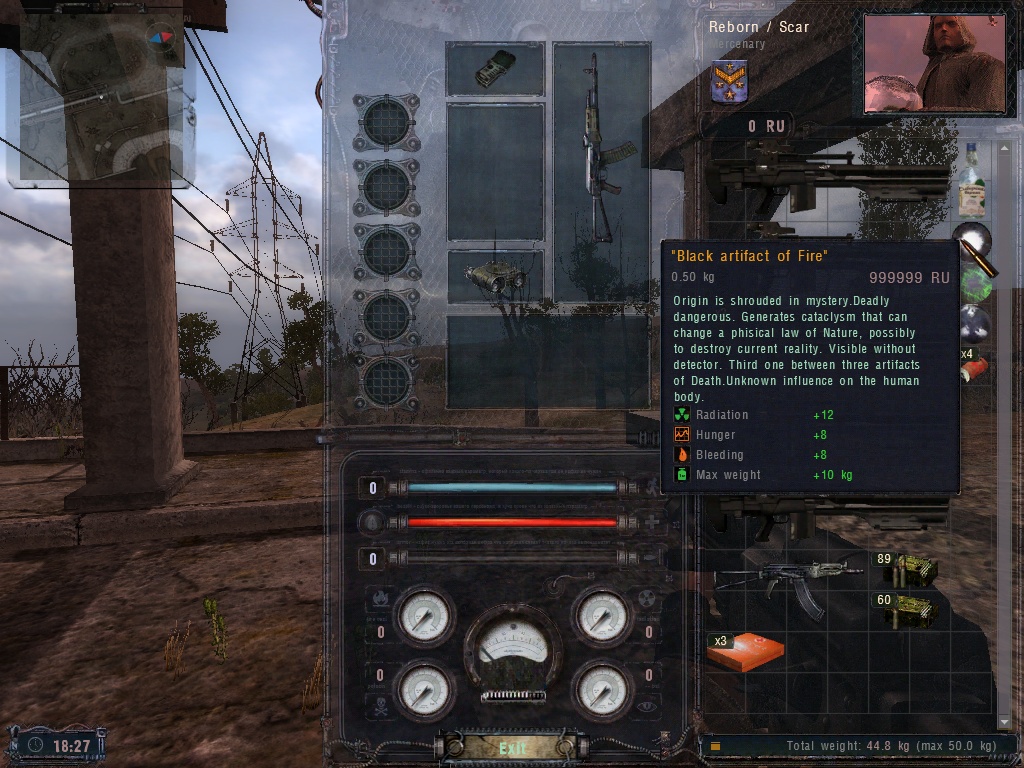 Reborn / Scar
Mercenary
0 RU
"Black artifact of Fire"
0.50 kg
999999 RU
Origin is shrouded in mystery.Deadly
dangerous. Generates cataclysm that can
change a phisical law of Nature, possibly
to destroy current reality. Visible without
detector. Third one between three artifacts
of Death.Unknown influence on the human
body.
Radiation +12
Hunger +8
Bleeding +8
Max weight +10 kg
x4
0
0
89
60
x3
0
0
0
0
Exit
18:27
Total weight: 44.8 kg (max 50.0 kg)